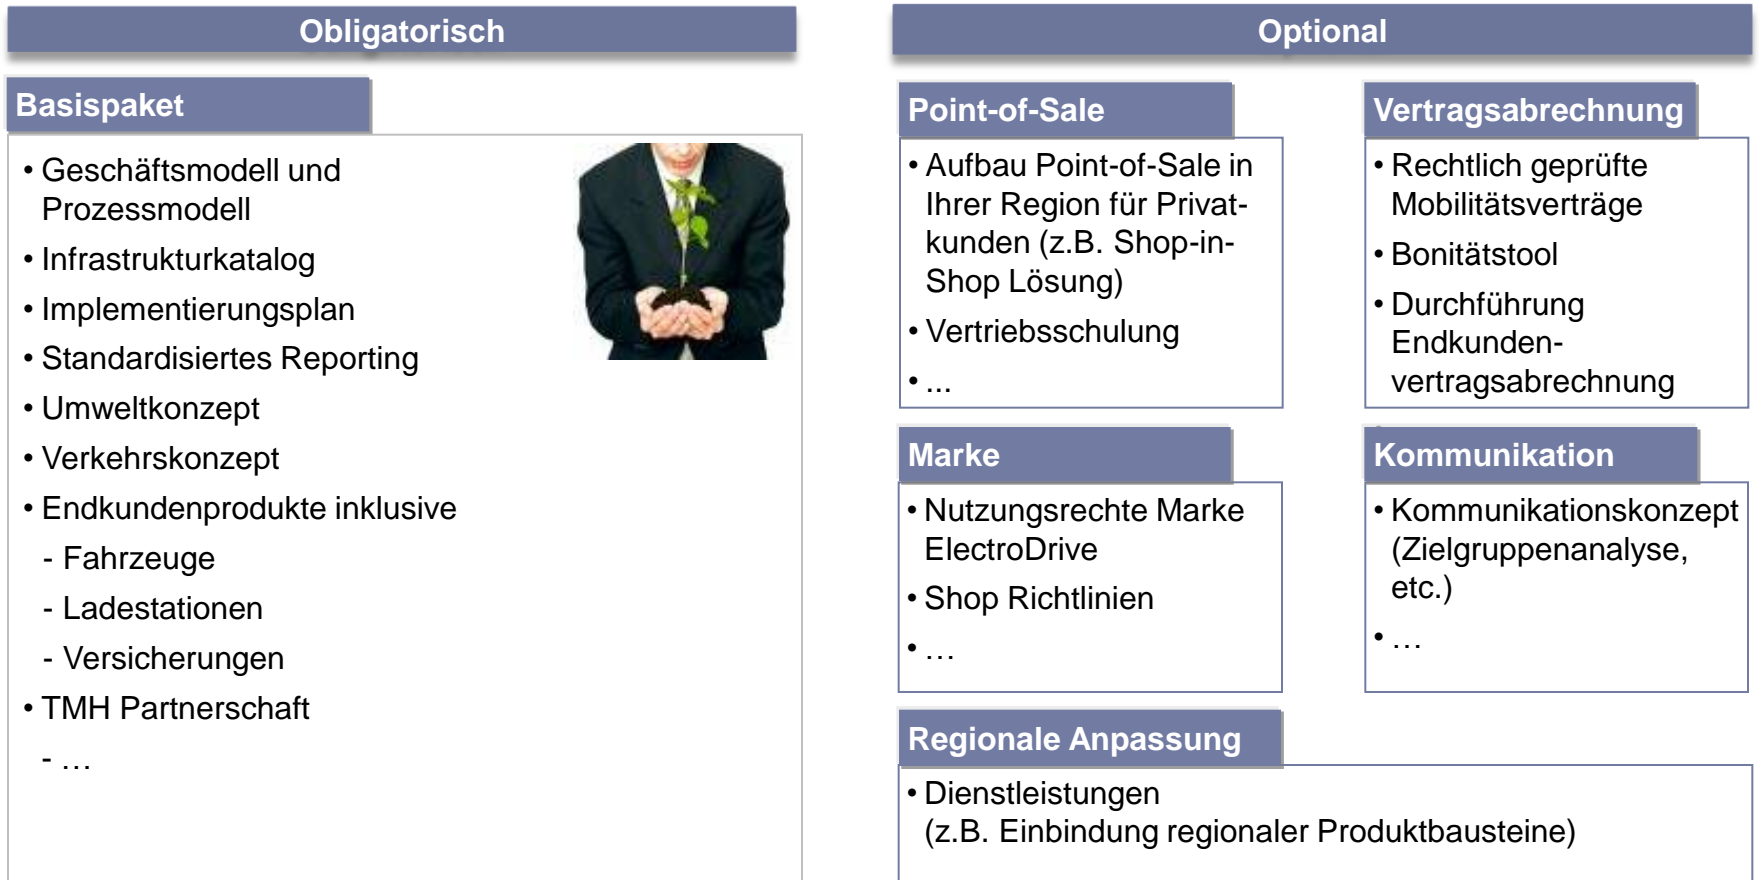 Obligatorisch
Basispaket
• Geschäftsmodell und
Prozessmodell
• Infrastrukturkatalog
• Implementierungsplan
• Standardisiertes Reporting
• Umweltkonzept
• Verkehrskonzept
• Endkundenprodukte inklusive
- Fahrzeuge
- Ladestationen
- Versicherungen
• TMH Partnerschaft
- …
Optional
Point-of-Sale
• Aufbau Point-of-Sale in
Ihrer Region für Privat-
kunden (z.B. Shop-in-
Shop Lösung)
• Vertriebsschulung
• ...
Vertragsabrechnung
• Rechtlich geprüfte
Mobilitätsverträge
• Bonitätstool
• Durchführung
Endkunden-
vertragsabrechnung
Marke
• Nutzungsrechte Marke
ElectroDrive
• Shop Richtlinien
• …
Kommunikation
• Kommunikationskonzept
(Zielgruppenanalyse,
etc.)
• …
Regionale Anpassung
• Dienstleistungen
(z.B. Einbindung regionaler Produktbausteine)